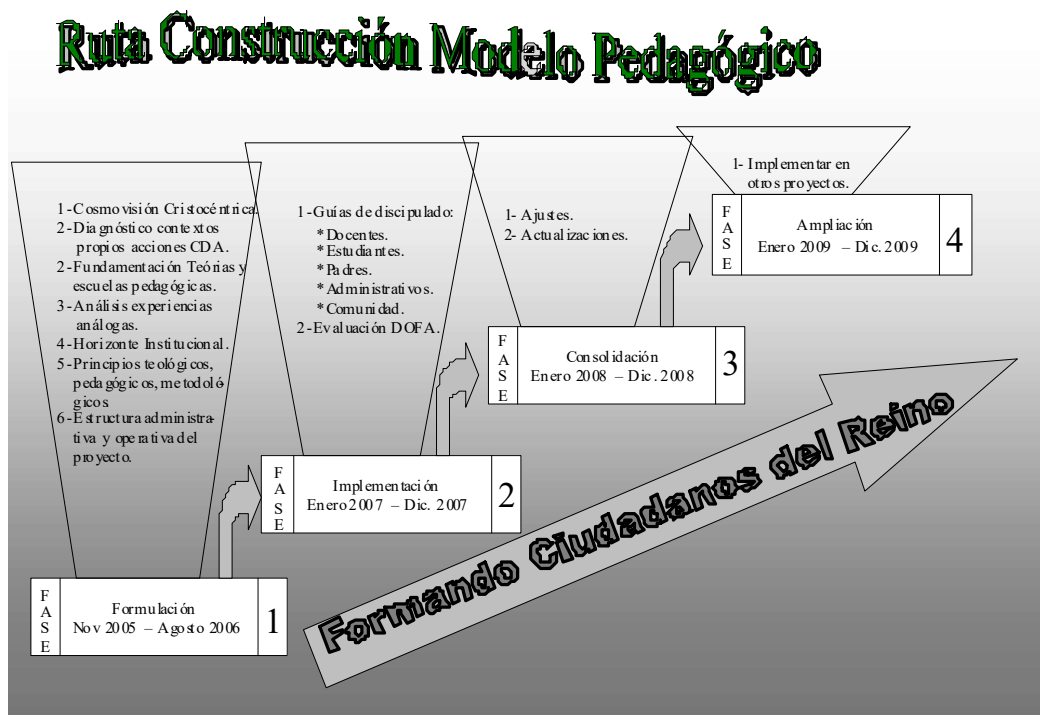 Ruta Construcción Modelo Pedagógico
1-Cosmovisión Cristocéntrica.
2-Diagnóstico contextos
propios acciones CDA.
2-Fundamentación Teórias y
escuelas pedagógicas.
3-Análisis experiencias
análogas.
4-Horizonte Institucional.
5-Principios teológicos,
pedagógicos, metodoló-
gicos
6-Estructura administra-
tiva y operativa del
proyecto.
FASE
Formulación
Nov 2005 – Agosto 2006
1
1-Guías de discipulado:
*Docentes.
*Estudiantes.
*Padres.
*Administrativos.
*Comunidad.
2-Evaluación DOFA.
FASE
Implementación
Enero 2007 – Dic. 2007
2
1- Ajustes.
2- Actualizaciones.
FASE
Consolidación
Enero 2008 – Dic. 2008
3
1- Implementar en
otros proyectos.
FASE
Ampliación
Enero 2009 – Dic. 2009
4
Formando Ciudadanos del Reino